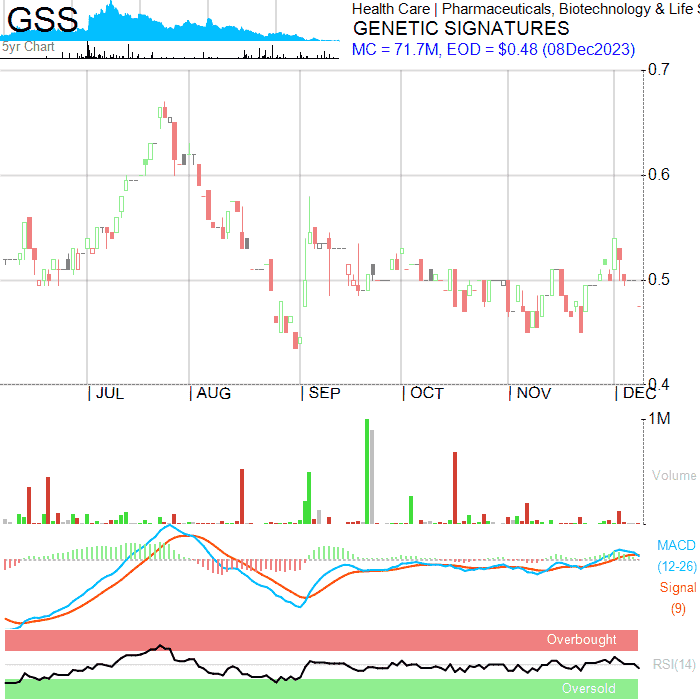 GSS
5yr Chart
Health Care | Pharmaceuticals, Biotechnology & Life S
GENETIC SIGNATURES
MC = 71.7M, EOD = $0.48 (08Dec2023)
0.7
0.6
0.5
0.4
JUL
AUG
SEP
OCT
NOV
DEC
1M
Volume
MACD
(12-26)
Signal
(9)
Overbought
RSI(14)
Oversold